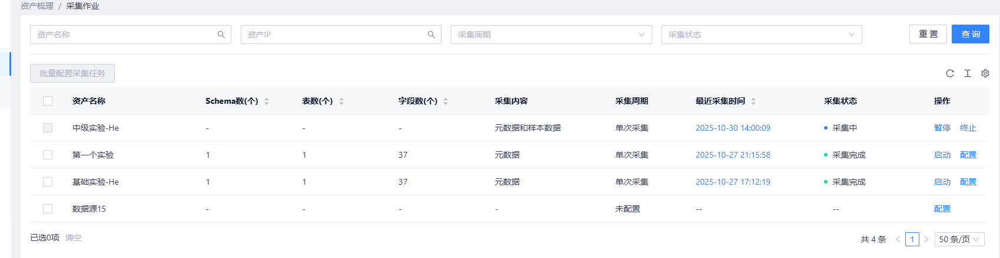 资产梳理 / 采集作业
资产名称 资产IP 采集周期 采集状态 重 置 查 询
批量配置采集任务
资产名称 Schema数(个) 表数(个) 字段数(个) 采集内容 采集周期 最近采集时间 采集状态 操作
中级实验-He - - - 元数据和样本数据 单次采集 2025-10-30 14:00:09 采集中 暂停 终止
第一个实验 1 1 37 元数据 单次采集 2025-10-27 21:15:58 采集完成 启动 配置
基础实验-He 1 1 37 元数据 单次采集 2025-10-27 17:12:19 采集完成 启动 配置
数据源15 - - - - 未配置 -- -- 配置
已选0项 清空 共 4 条 < 1 > 50 条/页